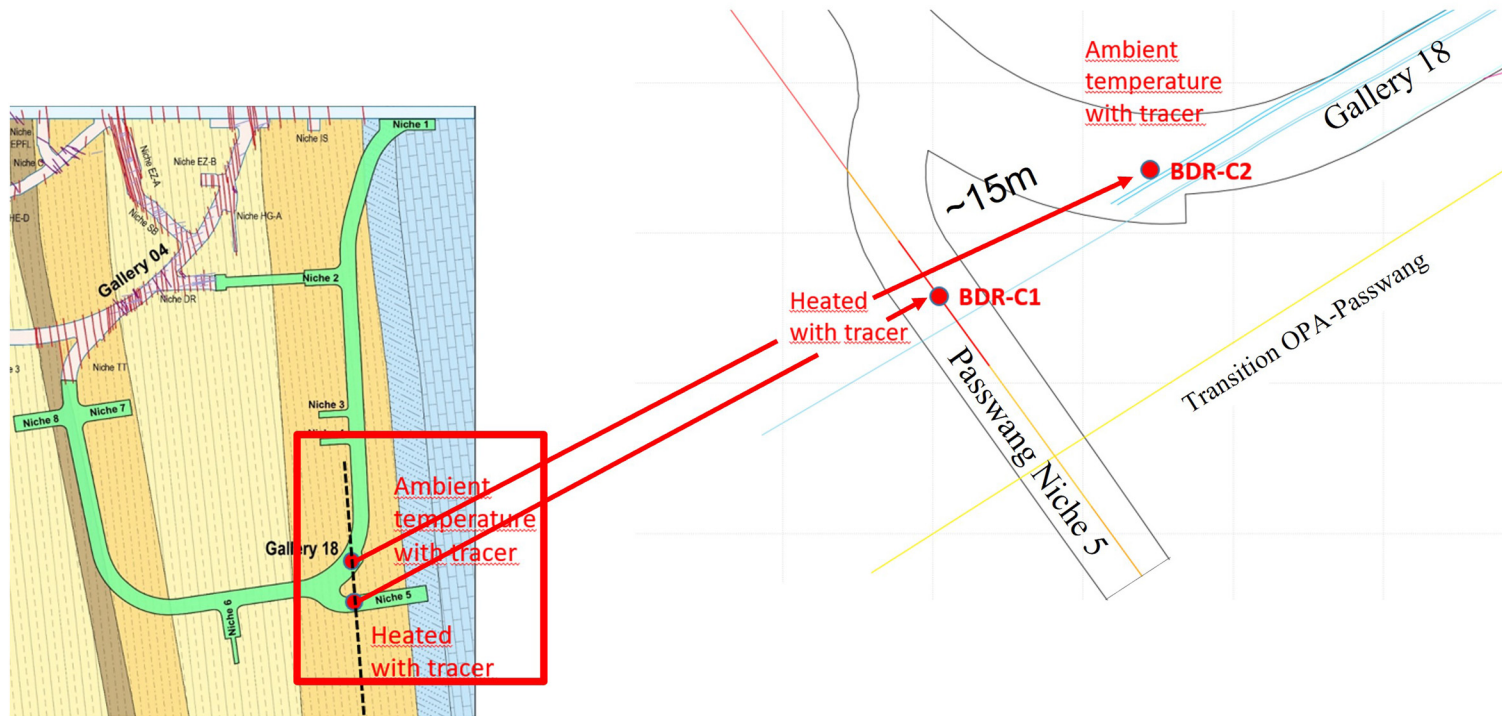 Niche
EPFL
Niche G
HE-D
Niche EZ-A
Niche SB
Niche EZ-B
Niche IS
Niche 1
Niche HG-A
Gallery 04
Niche DR
Niche 2
Niche TT
Niche 8
Niche 7
Niche 3
Ambient
temperature
with tracer
Gallery 18
Niche 6
Niche 5
Heated
with tracer
Ambient
temperature
with tracer
Gallery 18
BDR-C2
~15m
Heated
with tracer
BDR-C1
Passwang Niche 5
Transition OPA-Passwang